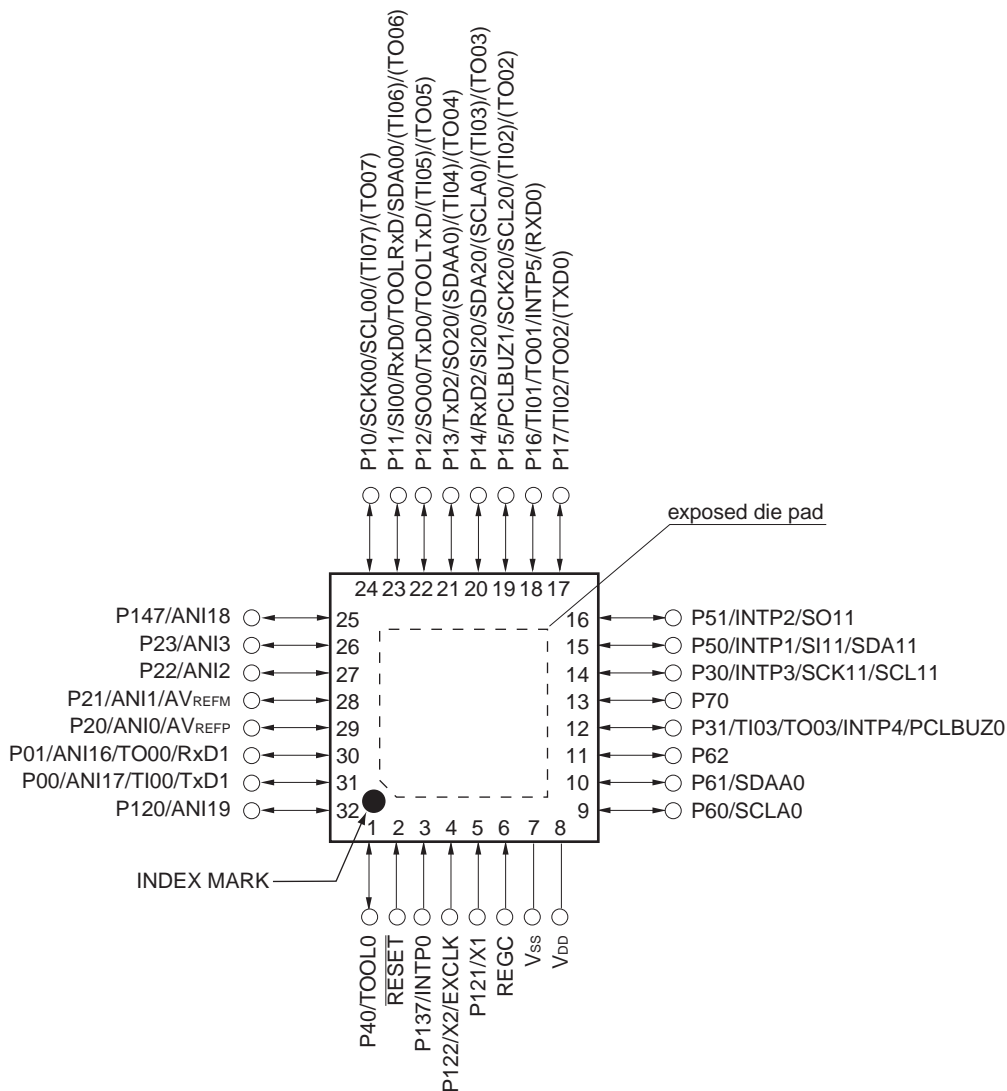 P10/SCK00/SCL00/(TI07)/(TO07)
P11/SI00/RxD0/TOOLRxD/SDA00/(TI06)/(TO06)
P12/SO00/TxD0/TOOLTxD/(TI05)/(TO05)
P13/TxD2/SO20/(SDAA0)/(TI04)/(TO04)
P14/RxD2/SI20/SDA20/(SCLA0)/(TI03)/(TO03)
P15/PCLBUZ1/SCK20/SCL20/(TI02)/(TO02)
P16/TI01/TO01/INTP5/(RXD0)
P17/TI02/TO02/(TXD0)
exposed die pad
24 23 22 21 20 19 18 17
P147/ANI18 25
P23/ANI3 26
P22/ANI2 27
P21/ANI1/AVREFM 28
P20/ANI0/AVREFP 29
P01/ANI16/TO00/RxD1 30
P00/ANI17/TI00/TxD1 31
P120/ANI19 32
16 P51/INTP2/SO11
15 P50/INTP1/SI11/SDA11
14 P30/INTP3/SCK11/SCL11
13 P70
12 P31/TI03/TO03/INTP4/PCLBUZ0
11 P62
10 P61/SDAA0
9 P60/SCLA0
1 2 3 4 5 6 7 8
INDEX MARK
P40/TOOL0
RESET
P137/INTP0
P122/X2/EXCLK
P121/X1
REGC
VSS
VDD